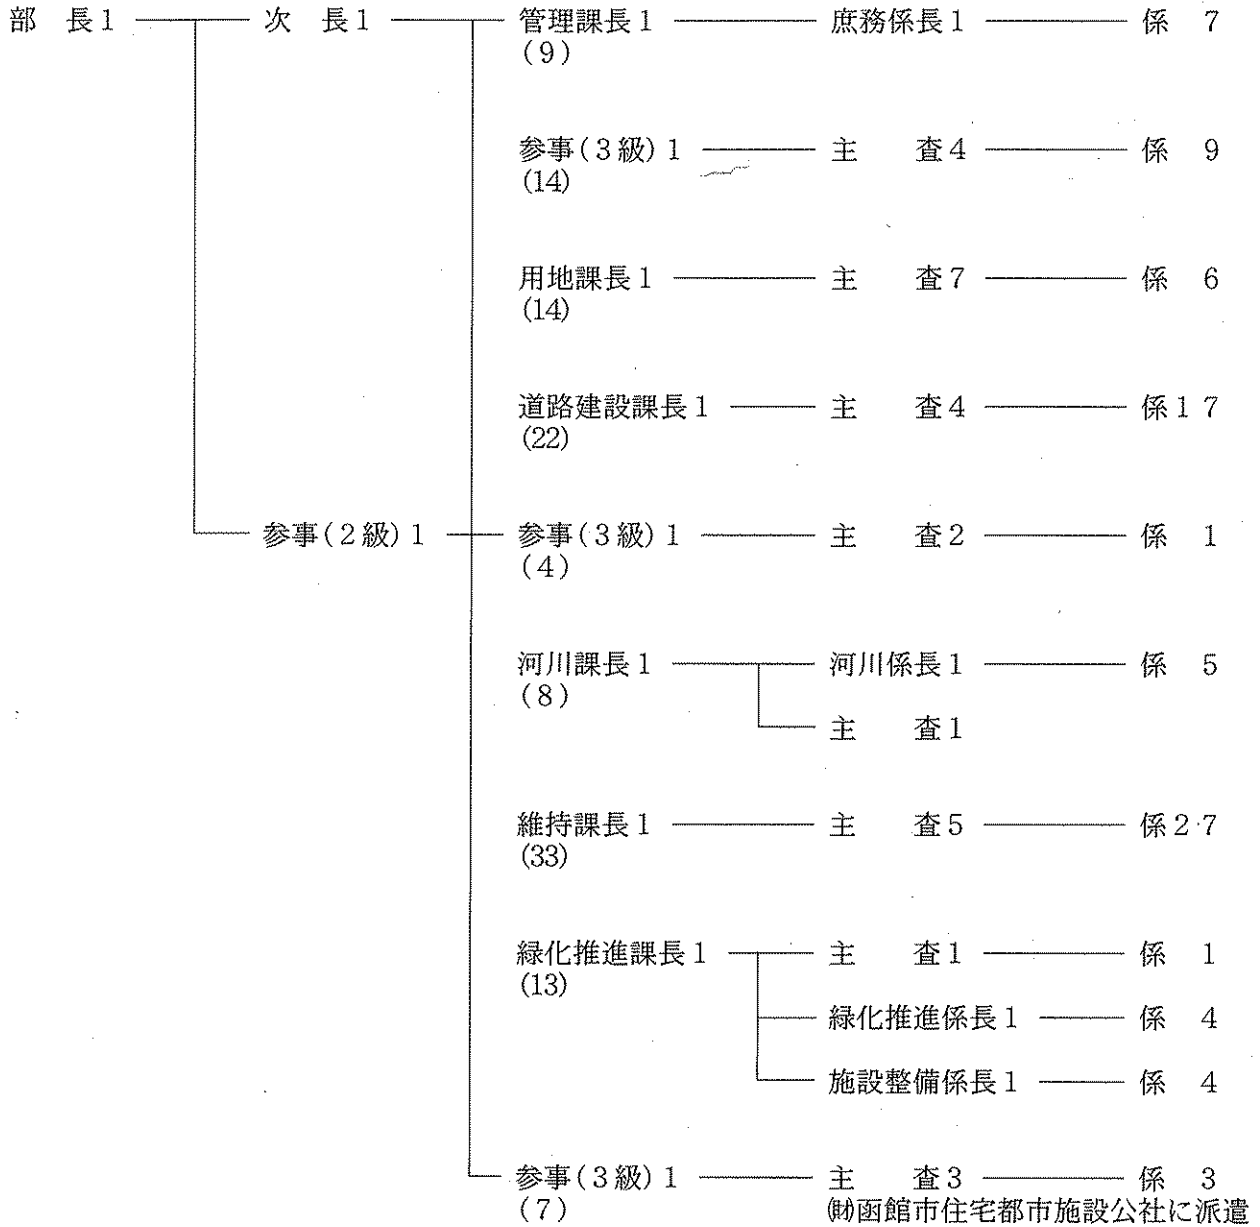 部　長1　次　長1　管理課長1　庶務係長1　係　7
(9)
参事(3級)1　主　査4　係　9
(14)
用地課長1　主　査7　係　6
(14)
道路建設課長1　主　査4　係17
(22)
参事(2級)1　参事(3級)1　主　査2　係　1
(4)
河川課長1　河川係長1　係　5
(8)
主　査1
維持課長1　主　査5　係27
(33)
緑化推進課長1　主　査1　係　1
(13)
緑化推進係長1　係　4
施設整備係長1　係　4
参事(3級)1　主　査3　係　3
(7)　㈶函館市住宅都市施設公社に派遣